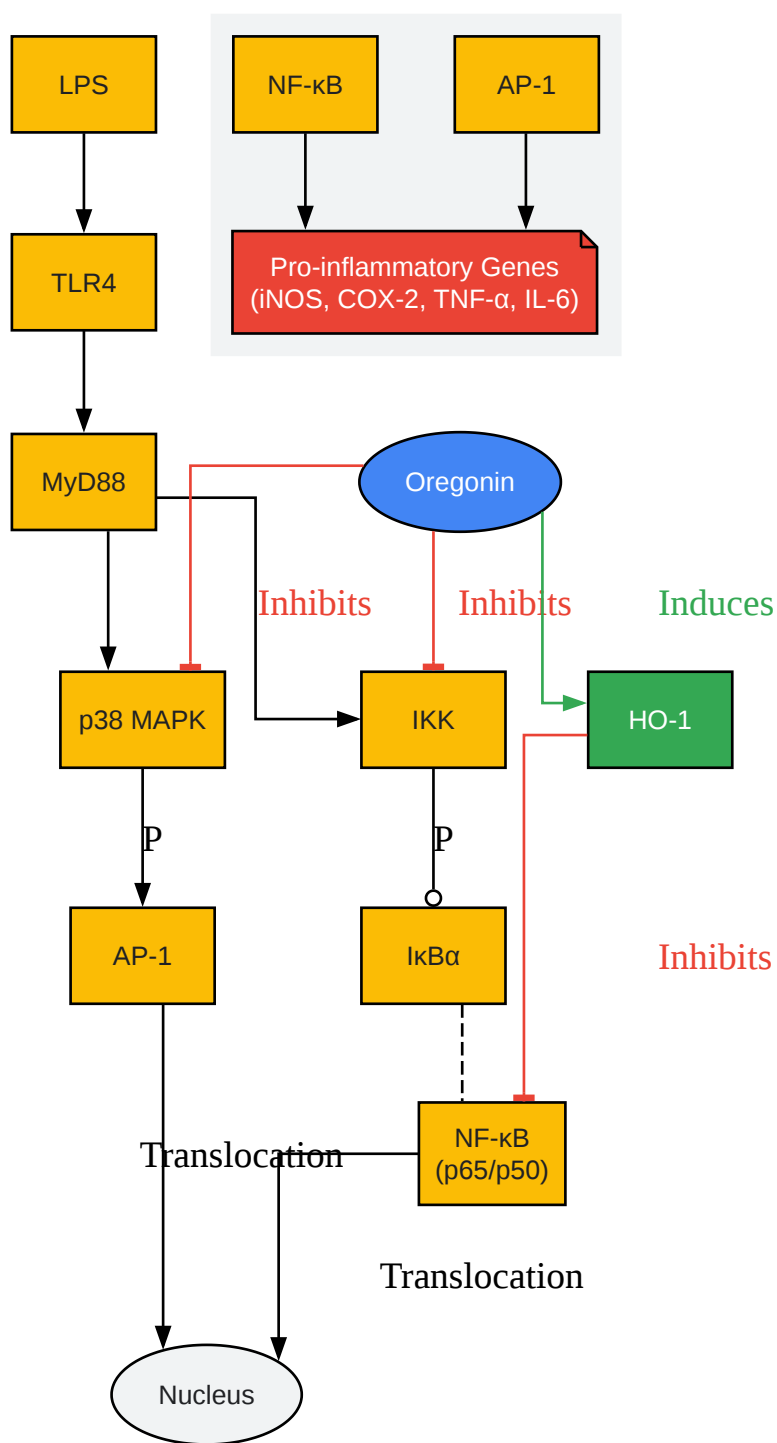 LPS
NF-κB
AP-1
TLR4
Pro-inflammatory Genes
(iNOS, COX-2, TNF-α, IL-6)
MyD88
Oregonin
Inhibits
Inhibits
Induces
p38 MAPK
IKK
HO-1
P
P
AP-1
IκBα
Inhibits
NF-κB
(p65/p50)
Translocation
Translocation
Nucleus